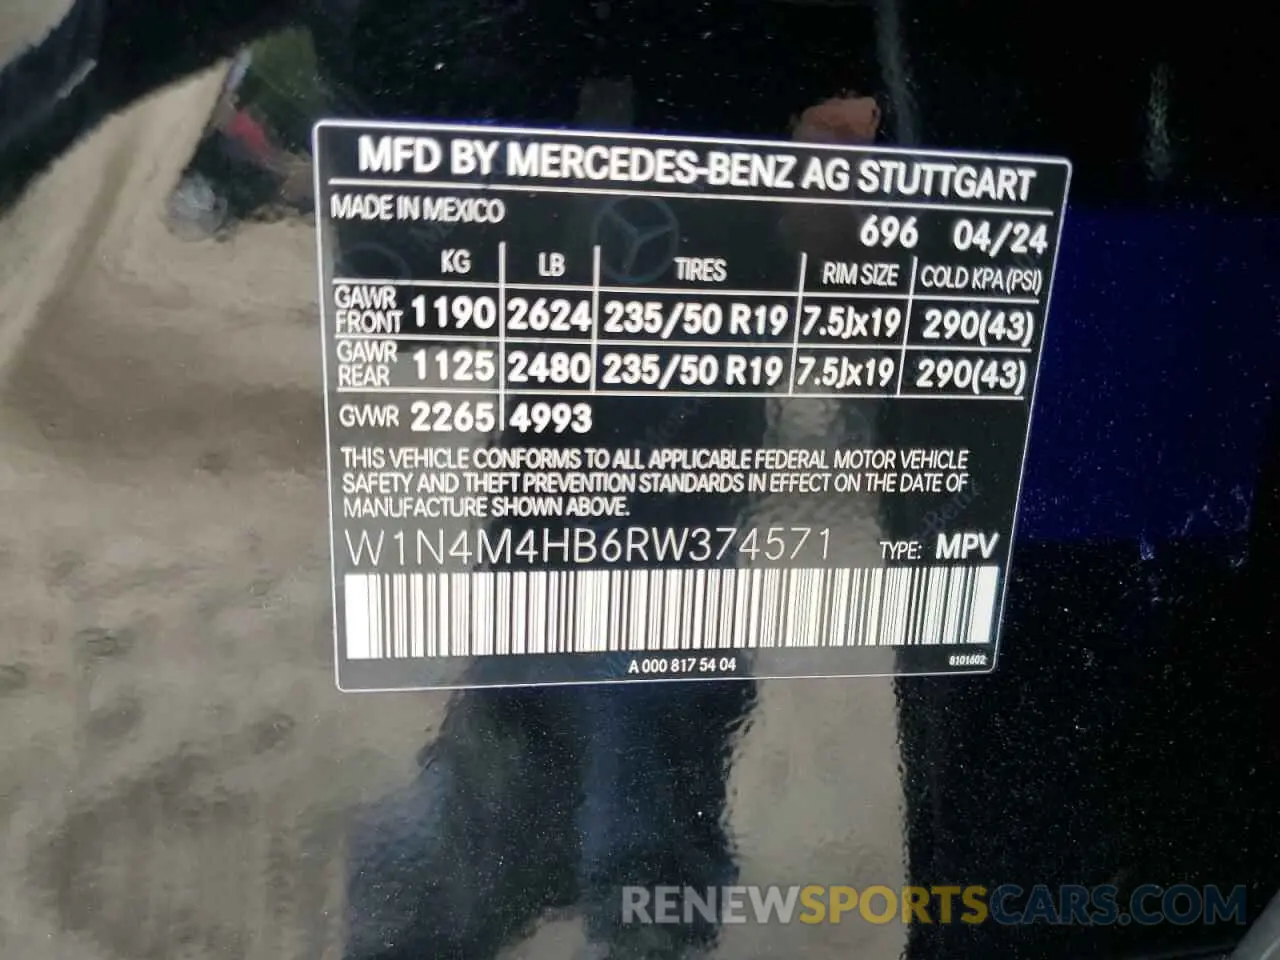 MFD BY MERCEDES-BENZ AG STUTTGART
MADE IN MEXICO
696 04/24
KG LB TIRES RIM SIZE COLD KPA (PSI)
GAWR FRONT 1190 2624 235/50 R19 7.5Jx19 290(43)
GAWR REAR 1125 2480 235/50 R19 7.5Jx19 290(43)
GVWR 2265 4993
THIS VEHICLE CONFORMS TO ALL APPLICABLE FEDERAL MOTOR VEHICLE
SAFETY AND THEFT PREVENTION STANDARDS IN EFFECT ON THE DATE OF
MANUFACTURE SHOWN ABOVE.
W1N4M4HB6RW374571 TYPE: MPV
A 000 817 54 04 8101602
RENEWSPORTSCARS.COM